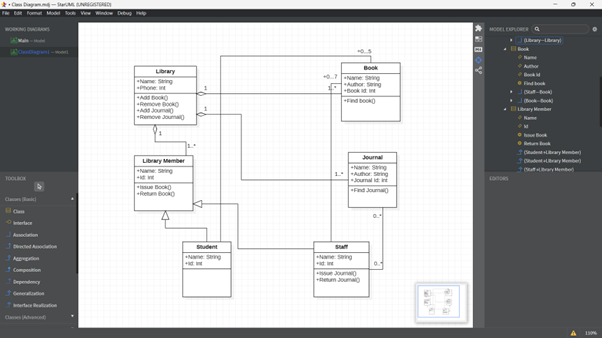 Class Diagram.mdj — StarUML (UNREGISTERED)
File Edit Format Model Tools View Window Debug Help
WORKING DIAGRAMS
Main
MODEL EXPLORER
(Library—Library)
Book
Name
Author
Book Id
Find book
(Staff—Book)
(Book—Book)
Library Member
Name
Id
Issue Book
Return Book
(Student→Library Member)
(Student→Library Member)
(Staff→Library Member)
EDITORS
TOOLBOX
Classes (Basic)
Class
Interface
Association
Directed Association
Aggregation
Composition
Dependency
Generalization
Interface Realization
Classes (Advanced)
Library
+Name: String
+Phone: Int
+Add Book()
+Remove Book()
+Add Journal()
+Remove Journal()
1
1
1
1..*
Library Member
+Name: String
+Id: Int
+Issue Book()
+Return Book()
+0...5
+0...7
1..*
Book
+Name: String
+Author: String
+Book Id: Int
+Find book()
1..*
Journal
+Name: String
+Author: String
+Journal Id: Int
+Find Journal()
0..*
0..*
Student
+Name: String
+Id: Int
Staff
+Name: String
+Id: Int
+Issue Journal()
+Return Journal()
110%